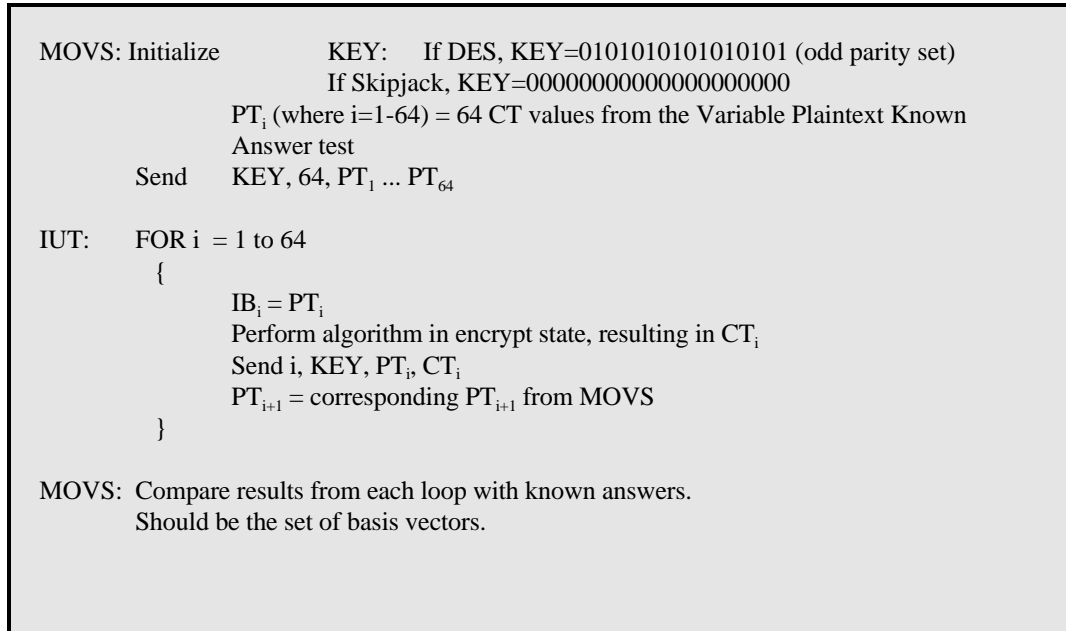 MOVS: Initialize KEY: If DES, KEY=0101010101010101 (odd parity set)
If Skipjack, KEY=00000000000000000000
PTi (where i=1-64) = 64 CT values from the Variable Plaintext Known
Answer test
Send KEY, 64, PT1 ... PT64
IUT: FOR i = 1 to 64
{
IBi = PTi
Perform algorithm in encrypt state, resulting in CTi
Send i, KEY, PTi, CTi
PTi+1 = corresponding PTi+1 from MOVS
}
MOVS: Compare results from each loop with known answers.
Should be the set of basis vectors.